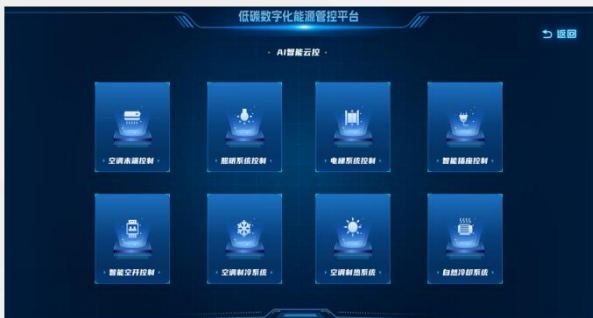 低碳数字化能源管控平台
返回
AI智能云控
空调末端控制
照明系统控制
电梯系统控制
智能插座控制
智能空开控制
空调制冷系统
空调制热系统
自然冷却系统